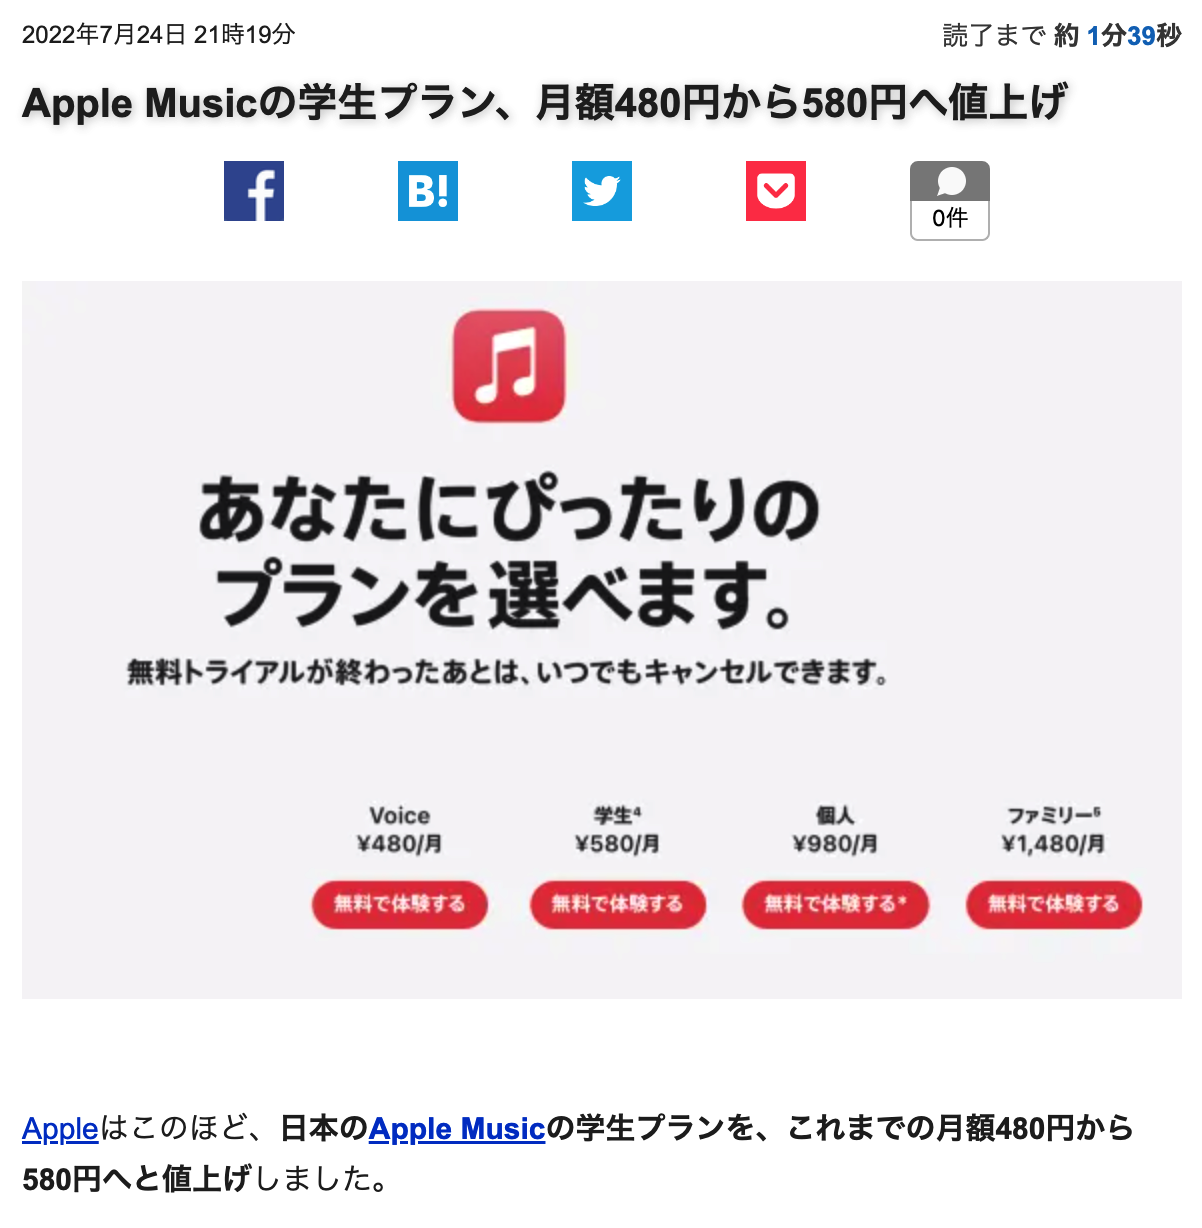 2022年7月24日 21時19分
読了まで 約 1分39秒
Apple Musicの学生プラン、月額480円から580円へ値上げ
f
B!
0件
あなたにぴったりの
プランを選べます。
無料トライアルが終わったあとは、いつでもキャンセルできます。
Voice 学生4 個人 ファミリー5
¥480/月 ¥580/月 ¥980/月 ¥1,480/月
無料で体験する 無料で体験する 無料で体験する* 無料で体験する
Appleはこのほど、日本のApple Musicの学生プランを、これまでの月額480円から
580円へと値上げしました。